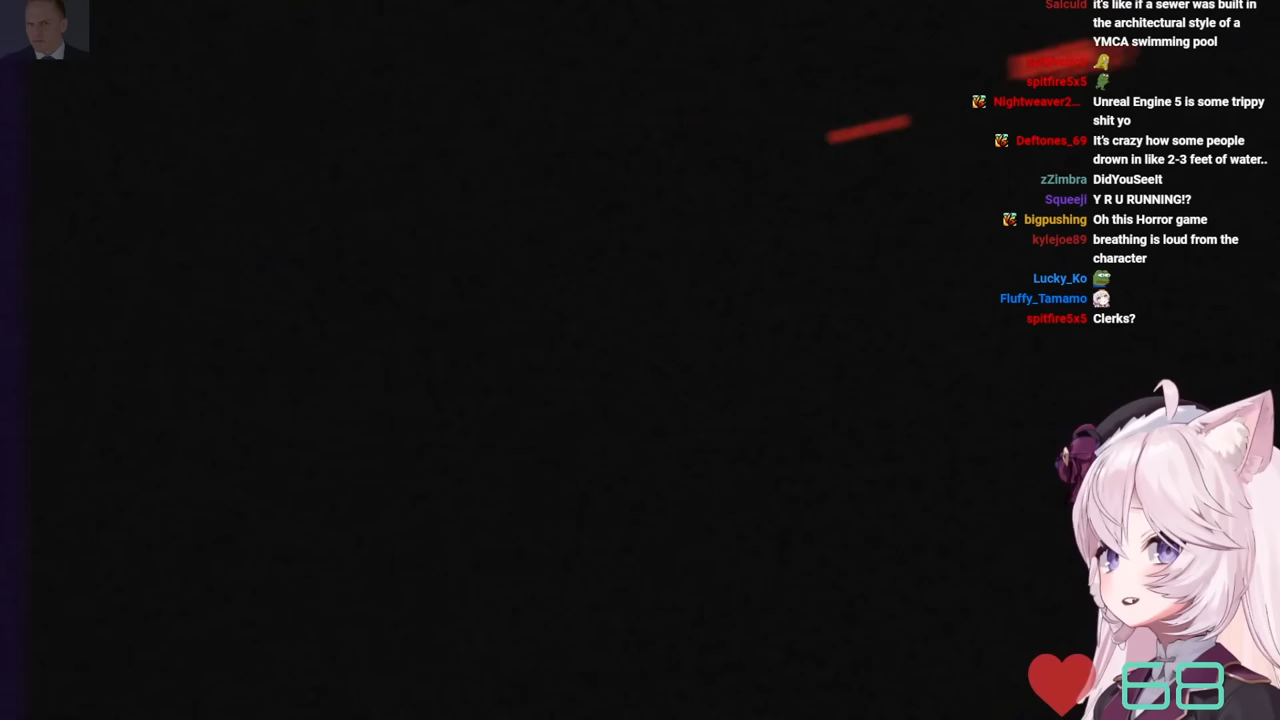 Salculd it's like if a sewer was built in
the architectural style of a
YMCA swimming pool
spitfire5x5
Nightweaver2... Unreal Engine 5 is some trippy
shit yo
Deftones_69 It's crazy how some people
drown in like 2-3 feet of water..
zZimbra DidYouSeeIt
Squeeji Y R U RUNNING!?
bigpushing Oh this Horror game
kylejoe89 breathing is loud from the
character
Lucky_Ko
Fluffy_Tamamo
spitfire5x5 Clerks?
68